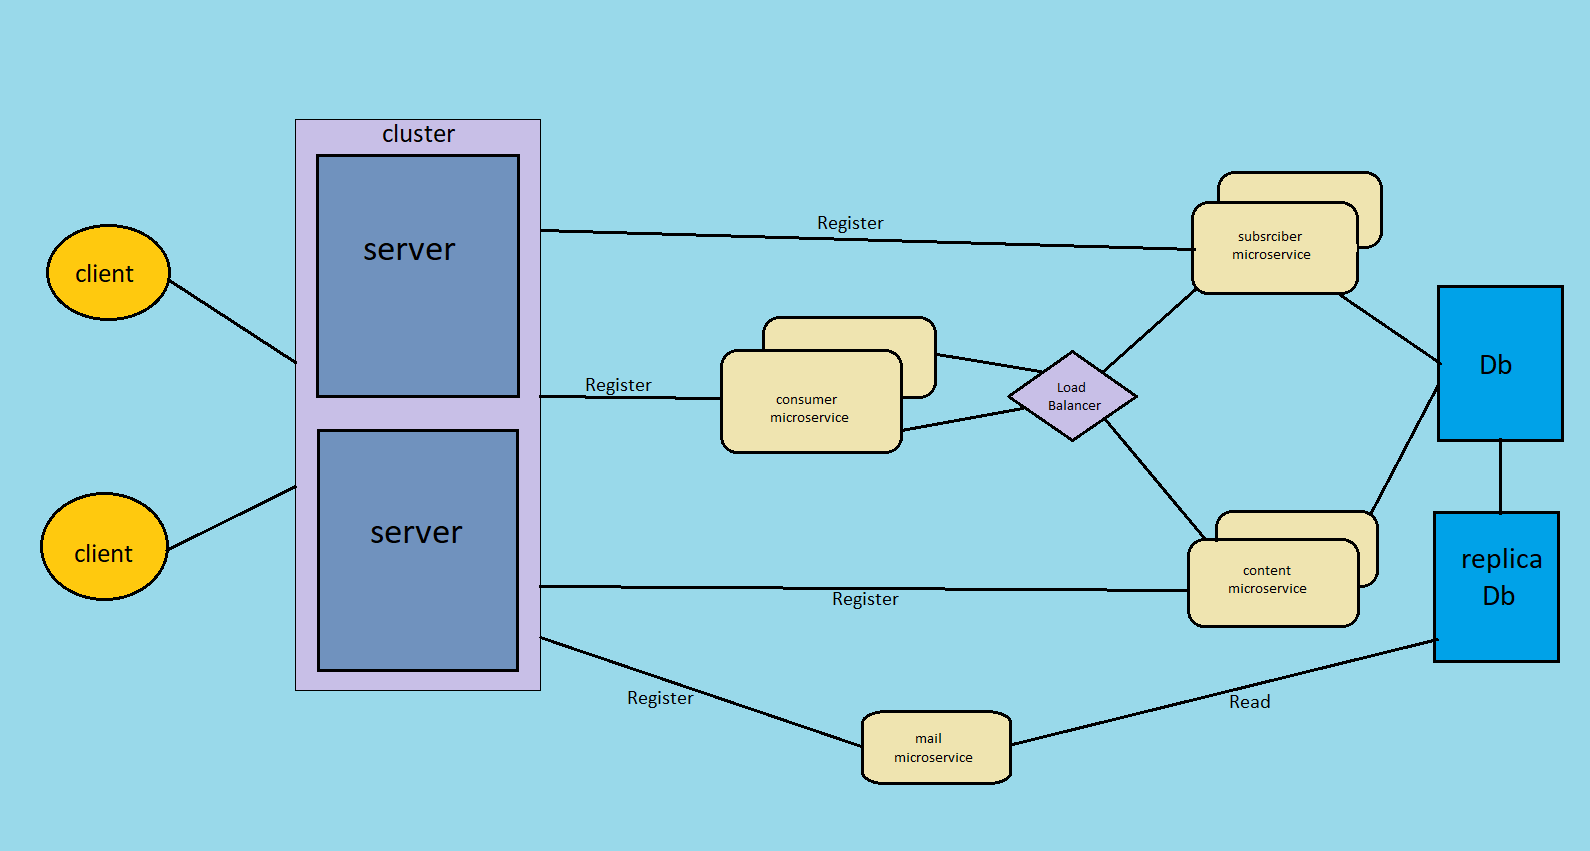 cluster
server
client
Register
subsrciber
microservice
Register
consumer
microservice
Load
Balancer
Db
server
client
Register
content
microservice
replica
Db
Register
mail
microservice
Read